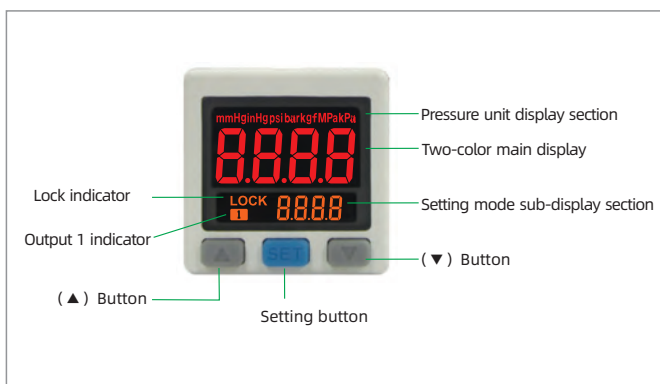 mmHginHgpsibarkgfMPakPa
Pressure unit display section
8.8.8.8
Two-color main display
Lock indicator
LOCK
8.8.8.8
Setting mode sub-display section
Output 1 indicator
1
▲
SET
▼
(▼) Button
(▲) Button
Setting button